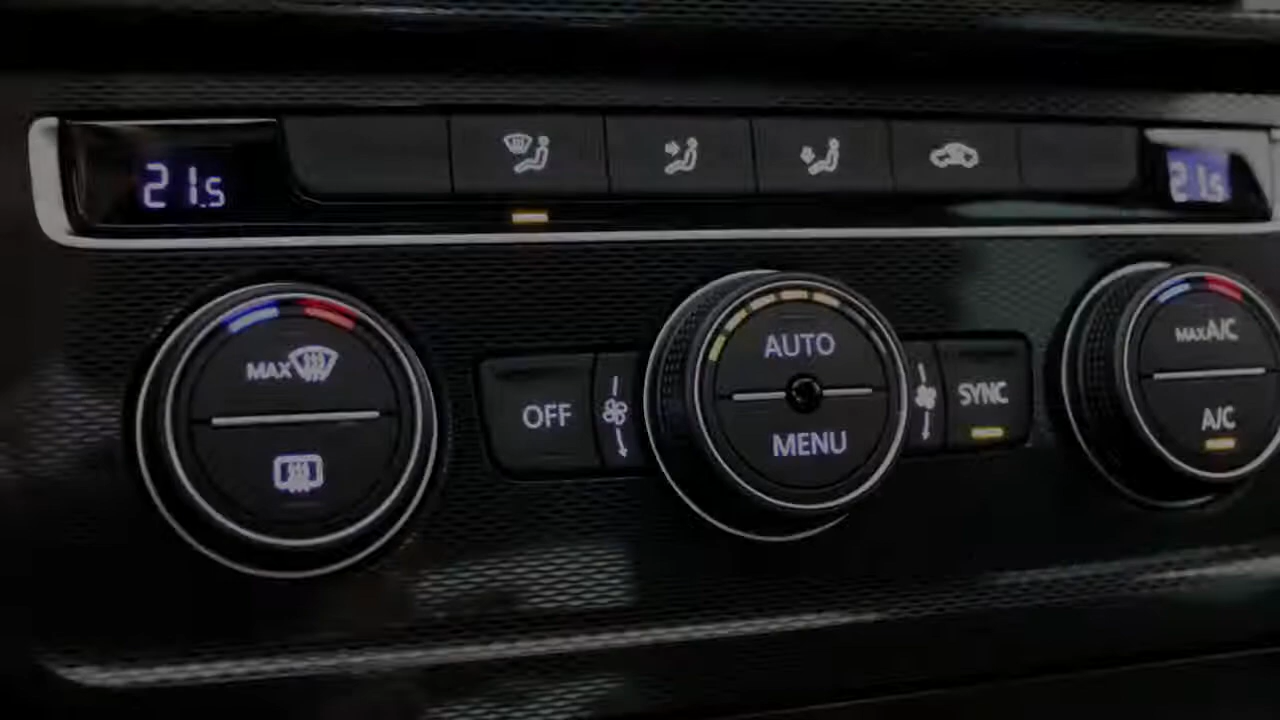 21.5
21.5
MAX
OFF
AUTO
MENU
SYNC
MAX A/C
A/C